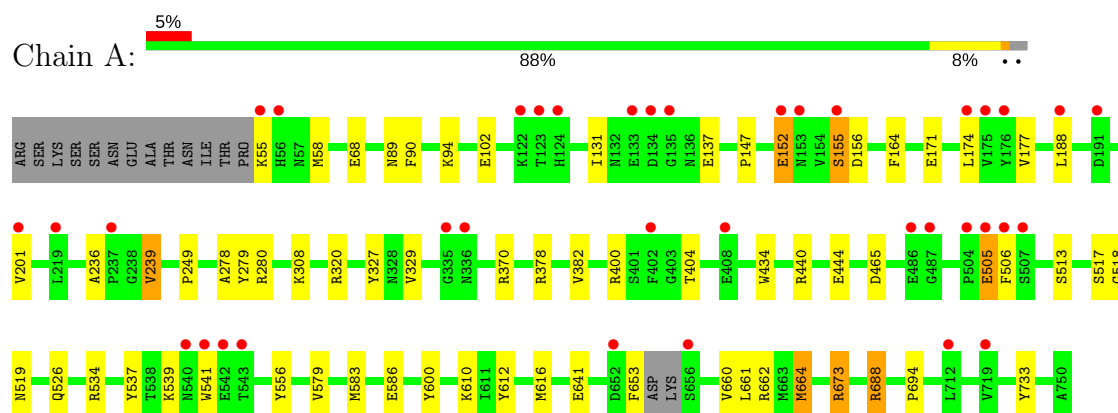 5%
Chain A:
88% 8% • •
ARG SER LYS SER SER ASN GLU ALA THR ASN ILE THR PRO K55 H56 N57 M58 E68 N89 F90 K94 E102 K122 T123 H124 I131 N132 E133 D134 G135 N136 E137 P147 E152 N153 V154 S155 D156 F164 E171 L174 V175 Y176 V177 L188 D191
V201 L219 A236 P237 G238 V239 P249 A278 Y279 R280 K308 R320 Y327 N328 V329 G335 N336 R370 R378 V382 R400 S401 F402 G403 T404 E408 W434 R440 E444 D465 E486 G487 P504 E505 F506 S507 S513 S517 G518
N519 Q526 R534 Y537 T538 K539 N540 W541 E542 T543 Y556 V579 M583 E586 Y600 K610 I611 Y612 M616 E641 D652 F653 ASP LYS S656 V660 L661 R662 M663 M664 R673 R688 P694 L712 V719 Y733 A750